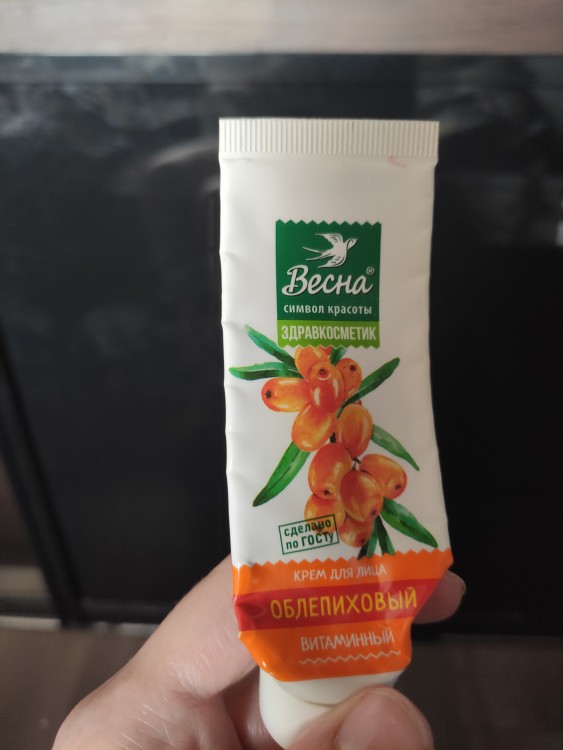 Весна®
символ красоты
ЗДРАВКОСМЕТИК
сделано
по ГОСТу
КРЕМ ДЛЯ ЛИЦА
ОБЛЕПИХОВЫЙ
ВИТАМИННЫЙ